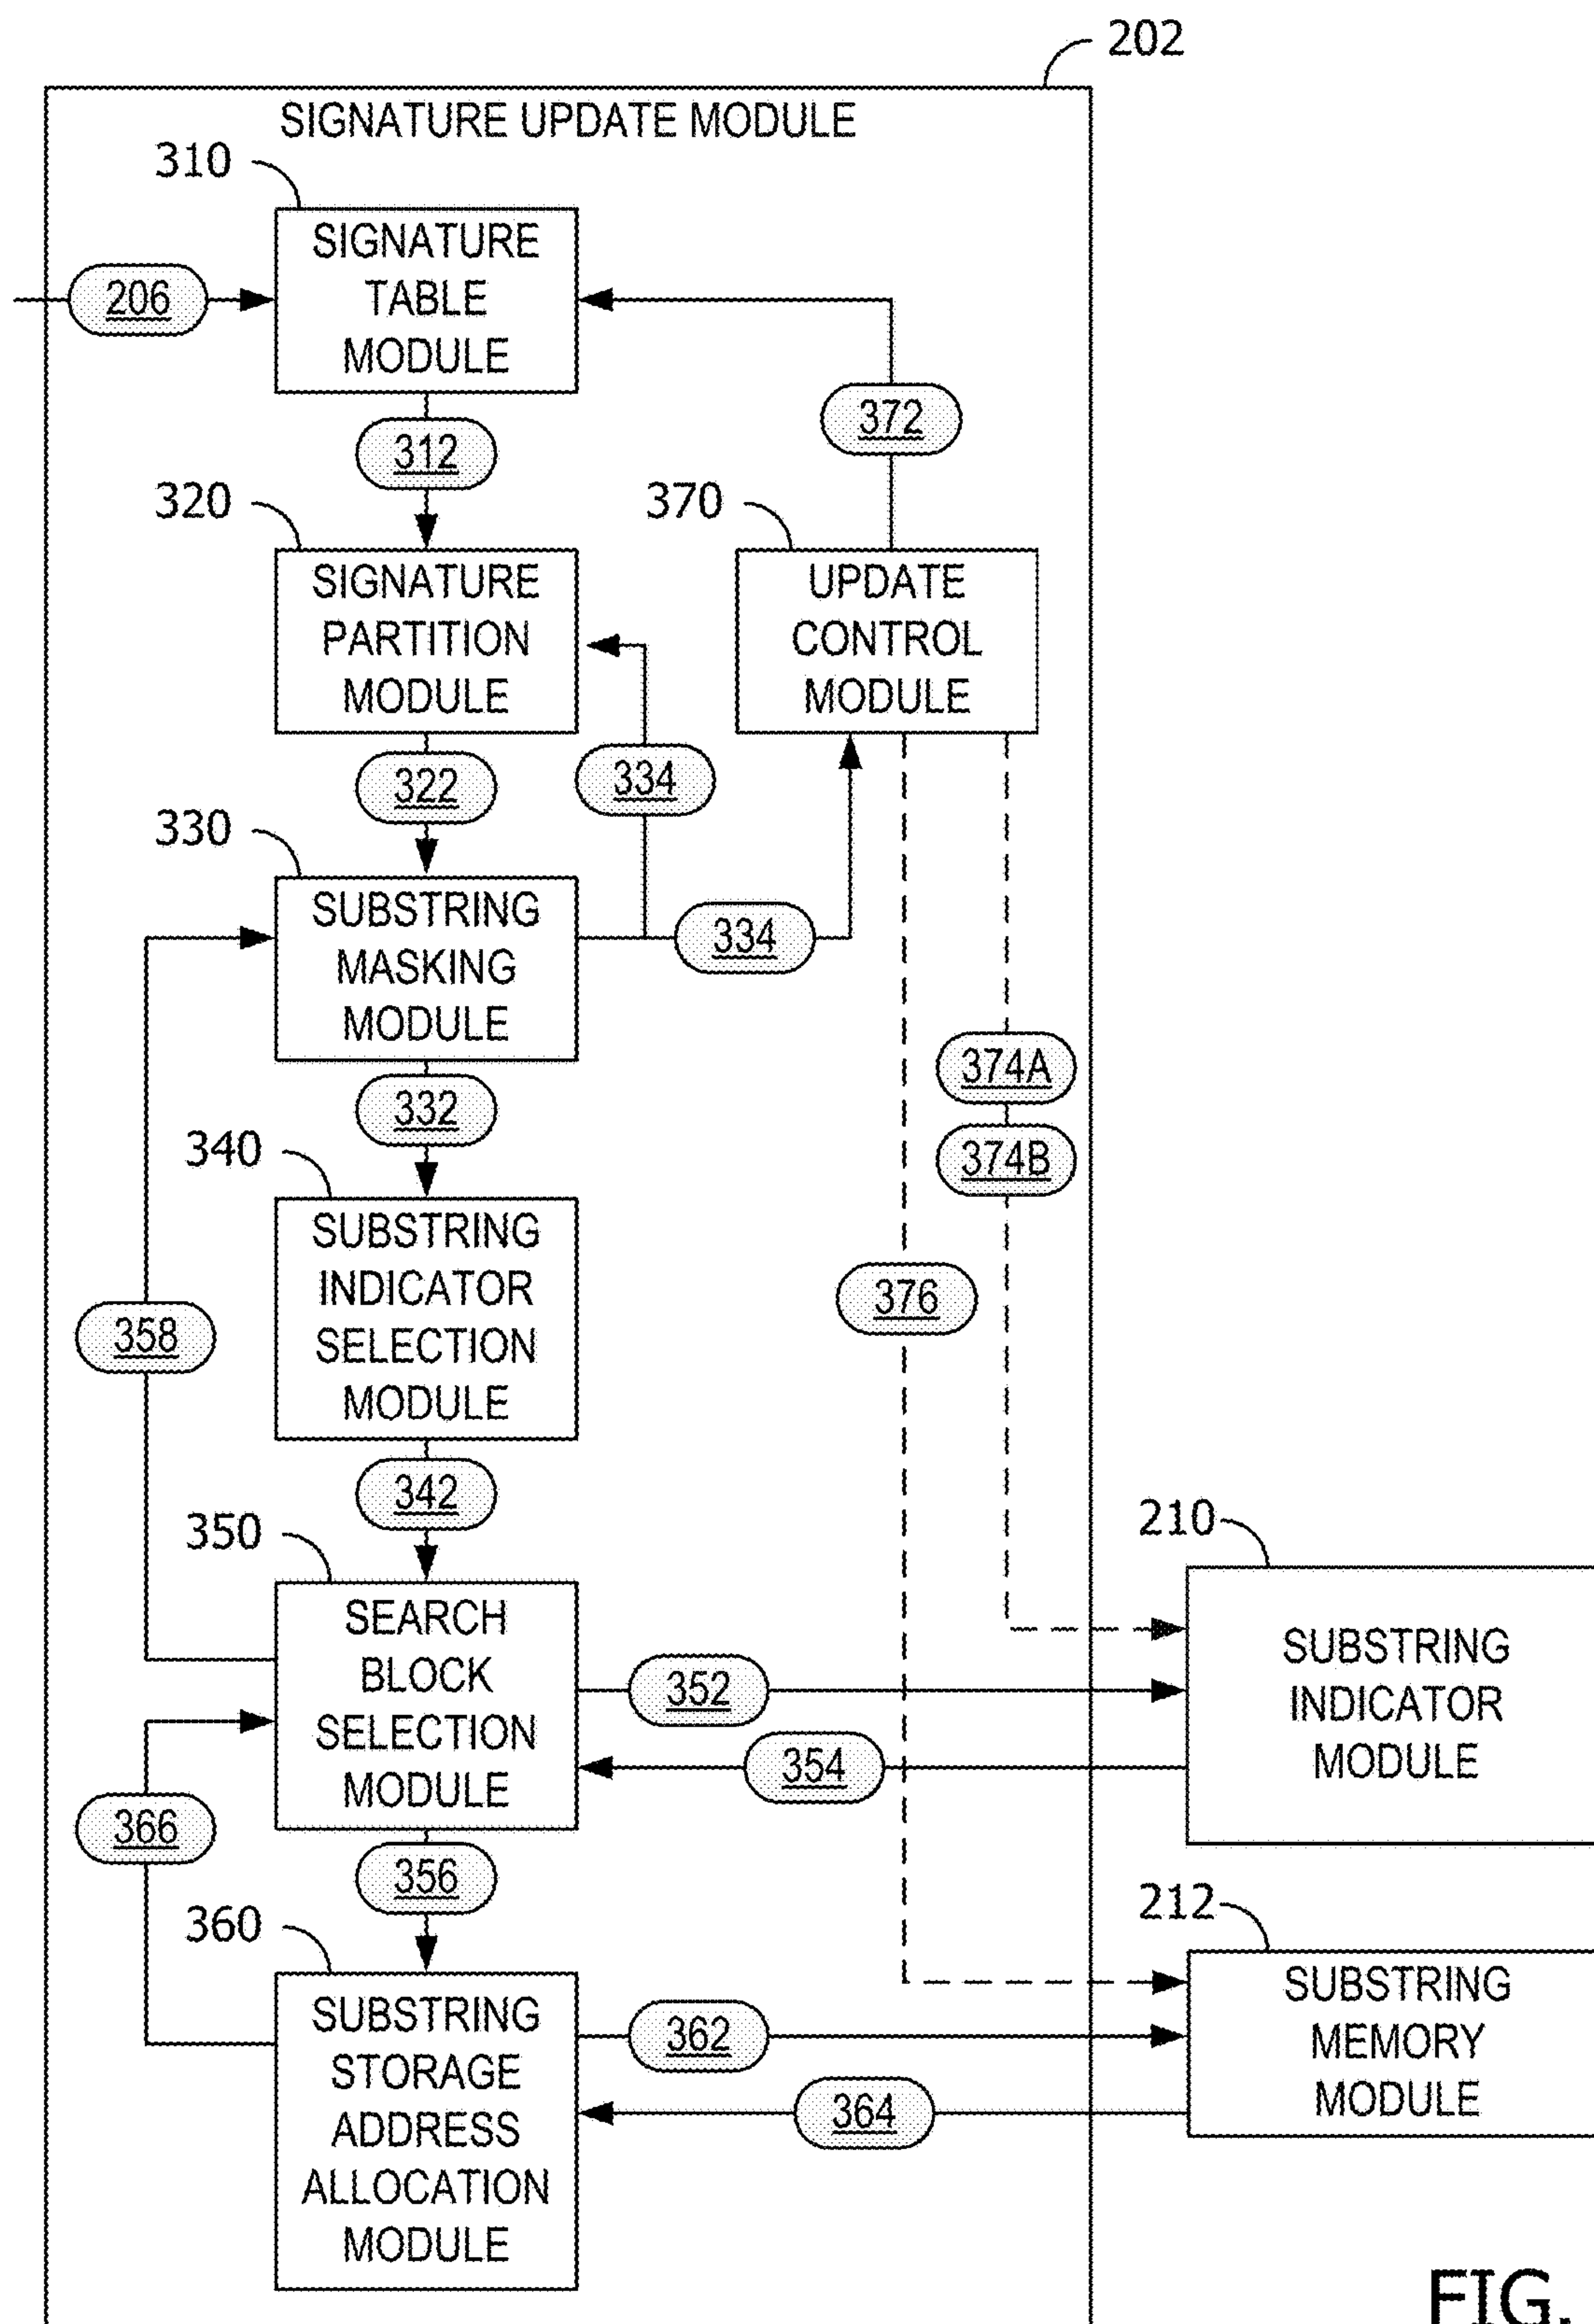 202
SIGNATURE UPDATE MODULE
310
SIGNATURE
TABLE
MODULE
206
372
312
320
370
SIGNATURE
PARTITION
MODULE
UPDATE
CONTROL
MODULE
322
334
330
SUBSTRING
MASKING
MODULE
334
374A
332
374B
340
SUBSTRING
INDICATOR
SELECTION
MODULE
376
358
342
350
210
SEARCH
BLOCK
SELECTION
MODULE
352
354
SUBSTRING
INDICATOR
MODULE
366
356
360
212
SUBSTRING
STORAGE
ADDRESS
ALLOCATION
MODULE
362
364
SUBSTRING
MEMORY
MODULE
FIG.